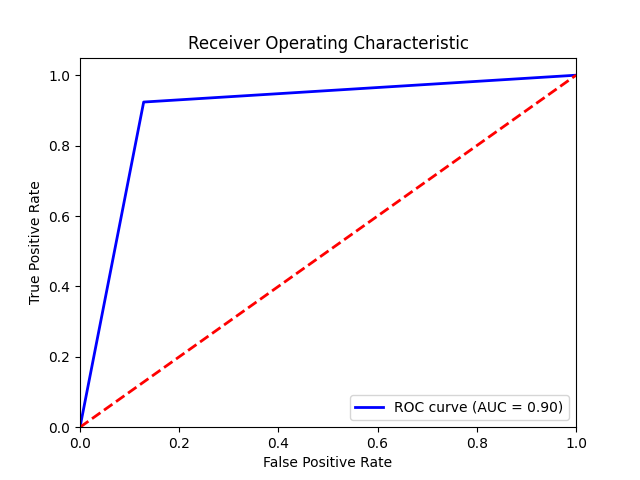 Receiver Operating Characteristic
1.0
0.8
0.6
0.4
0.2
0.0
True Positive Rate
0.0 0.2 0.4 0.6 0.8 1.0
False Positive Rate
ROC curve (AUC = 0.90)